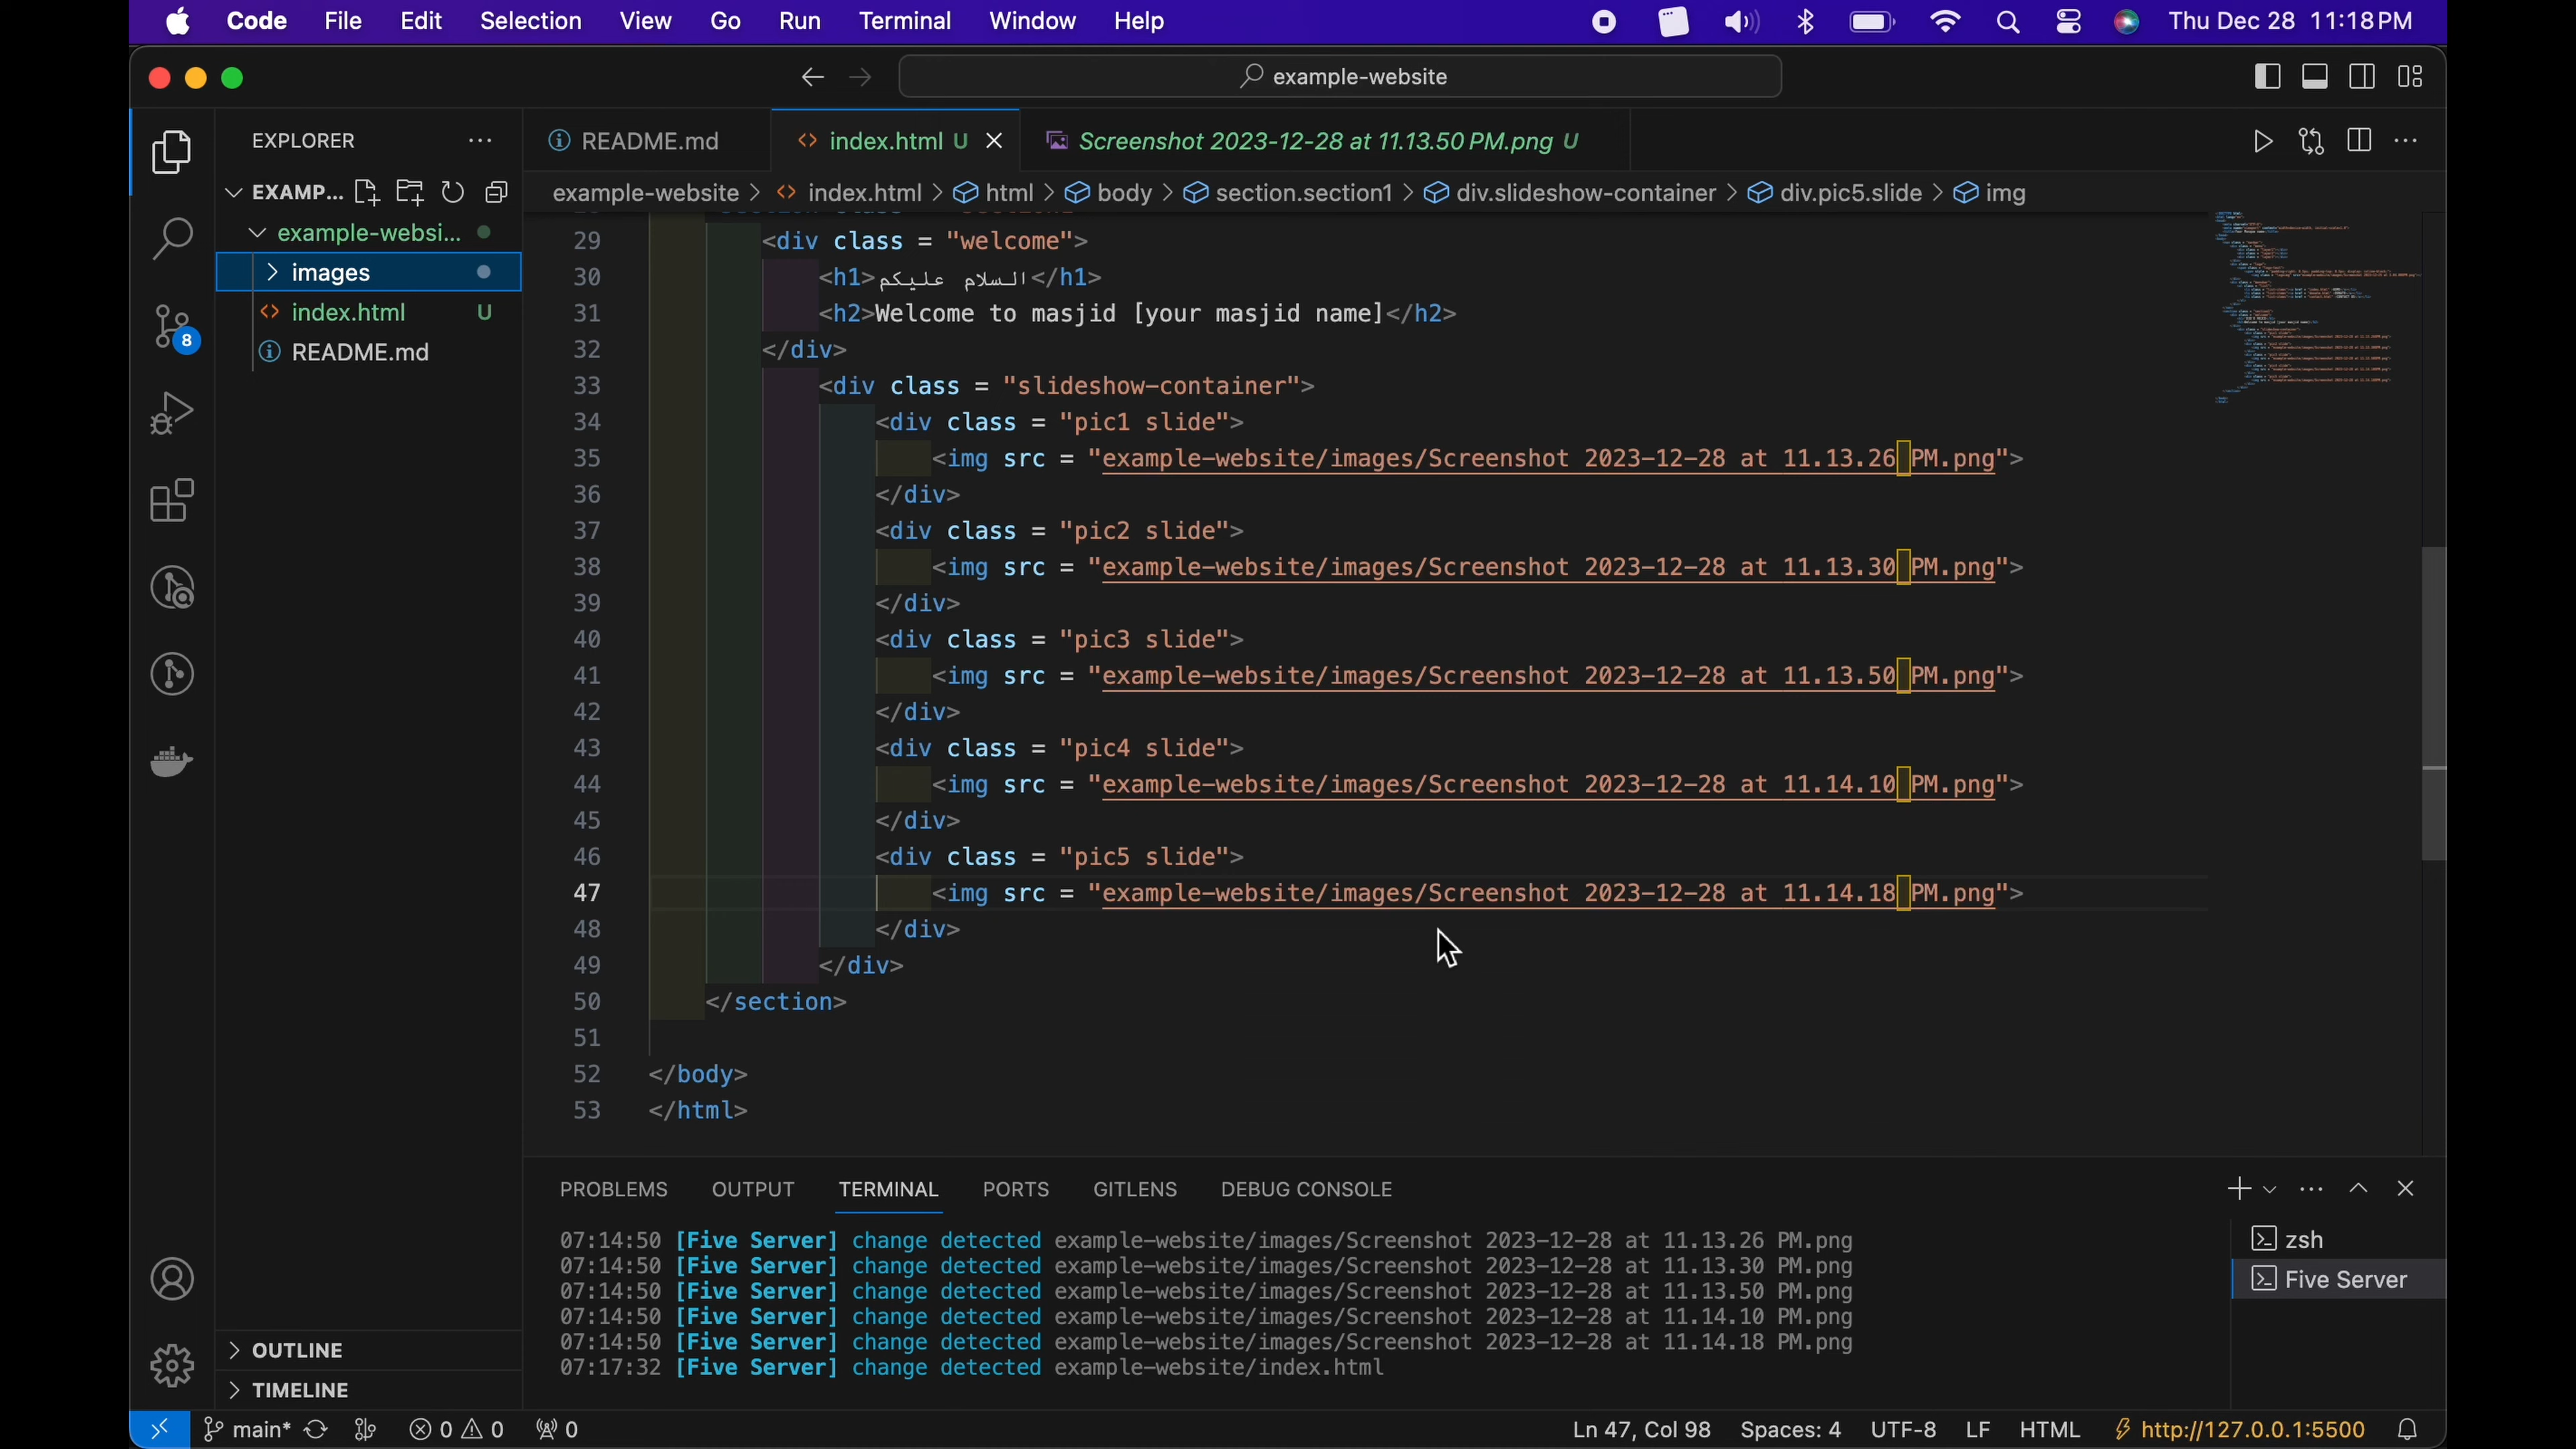 Code File Edit Selection View Go Run Terminal Window Help Thu Dec 28 11:18 PM
example-website
EXPLORER
README.md index.html U Screenshot 2023-12-28 at 11.13.50 PM.png U
EXAMP...
example-website > index.html > html > body > section.section1 > div.slideshow-container > div.pic5.slide > img
example-websi...
images
index.html U
README.md
8
29 <div class = "welcome">
30 <h1>السلام عليكم</h1>
31 <h2>Welcome to masjid [your masjid name]</h2>
32 </div>
33 <div class = "slideshow-container">
34 <div class = "pic1 slide">
35 <img src = "example-website/images/Screenshot 2023-12-28 at 11.13.26 PM.png">
36 </div>
37 <div class = "pic2 slide">
38 <img src = "example-website/images/Screenshot 2023-12-28 at 11.13.30 PM.png">
39 </div>
40 <div class = "pic3 slide">
41 <img src = "example-website/images/Screenshot 2023-12-28 at 11.13.50 PM.png">
42 </div>
43 <div class = "pic4 slide">
44 <img src = "example-website/images/Screenshot 2023-12-28 at 11.14.10 PM.png">
45 </div>
46 <div class = "pic5 slide">
47 <img src = "example-website/images/Screenshot 2023-12-28 at 11.14.18 PM.png">
48 </div>
49 </div>
50 </section>
51
52 </body>
53 </html>
PROBLEMS OUTPUT TERMINAL PORTS GITLENS DEBUG CONSOLE
07:14:50 [Five Server] change detected example-website/images/Screenshot 2023-12-28 at 11.13.26 PM.png
07:14:50 [Five Server] change detected example-website/images/Screenshot 2023-12-28 at 11.13.30 PM.png
07:14:50 [Five Server] change detected example-website/images/Screenshot 2023-12-28 at 11.13.50 PM.png
07:14:50 [Five Server] change detected example-website/images/Screenshot 2023-12-28 at 11.14.10 PM.png
07:14:50 [Five Server] change detected example-website/images/Screenshot 2023-12-28 at 11.14.18 PM.png
07:17:32 [Five Server] change detected example-website/index.html
zsh
Five Server
OUTLINE
TIMELINE
main* 0 0 0 Ln 47, Col 98 Spaces: 4 UTF-8 LF HTML http://127.0.0.1:5500